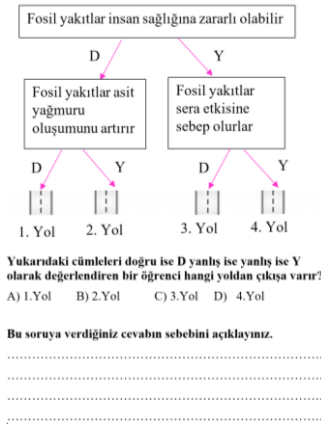 Fosil yakıtlar insan sağlığına zararlı olabilir
D
Y
Fosil yakıtlar asit
yağmuru
oluşumunu artırır
Fosil yakıtlar
sera etkisine
sebep olurlar
D
Y
D
Y
1. Yol
2. Yol
3. Yol
4. Yol
Yukarıdaki cümleleri doğru ise D yanlış ise yanlış ise Y
olarak değerlendiren bir öğrenci hangi yoldan çıkışa varır?
A) 1.Yol B) 2.Yol C) 3.Yol D) 4.Yol
Bu soruya verdiğiniz cevabın sebebini açıklayınız.